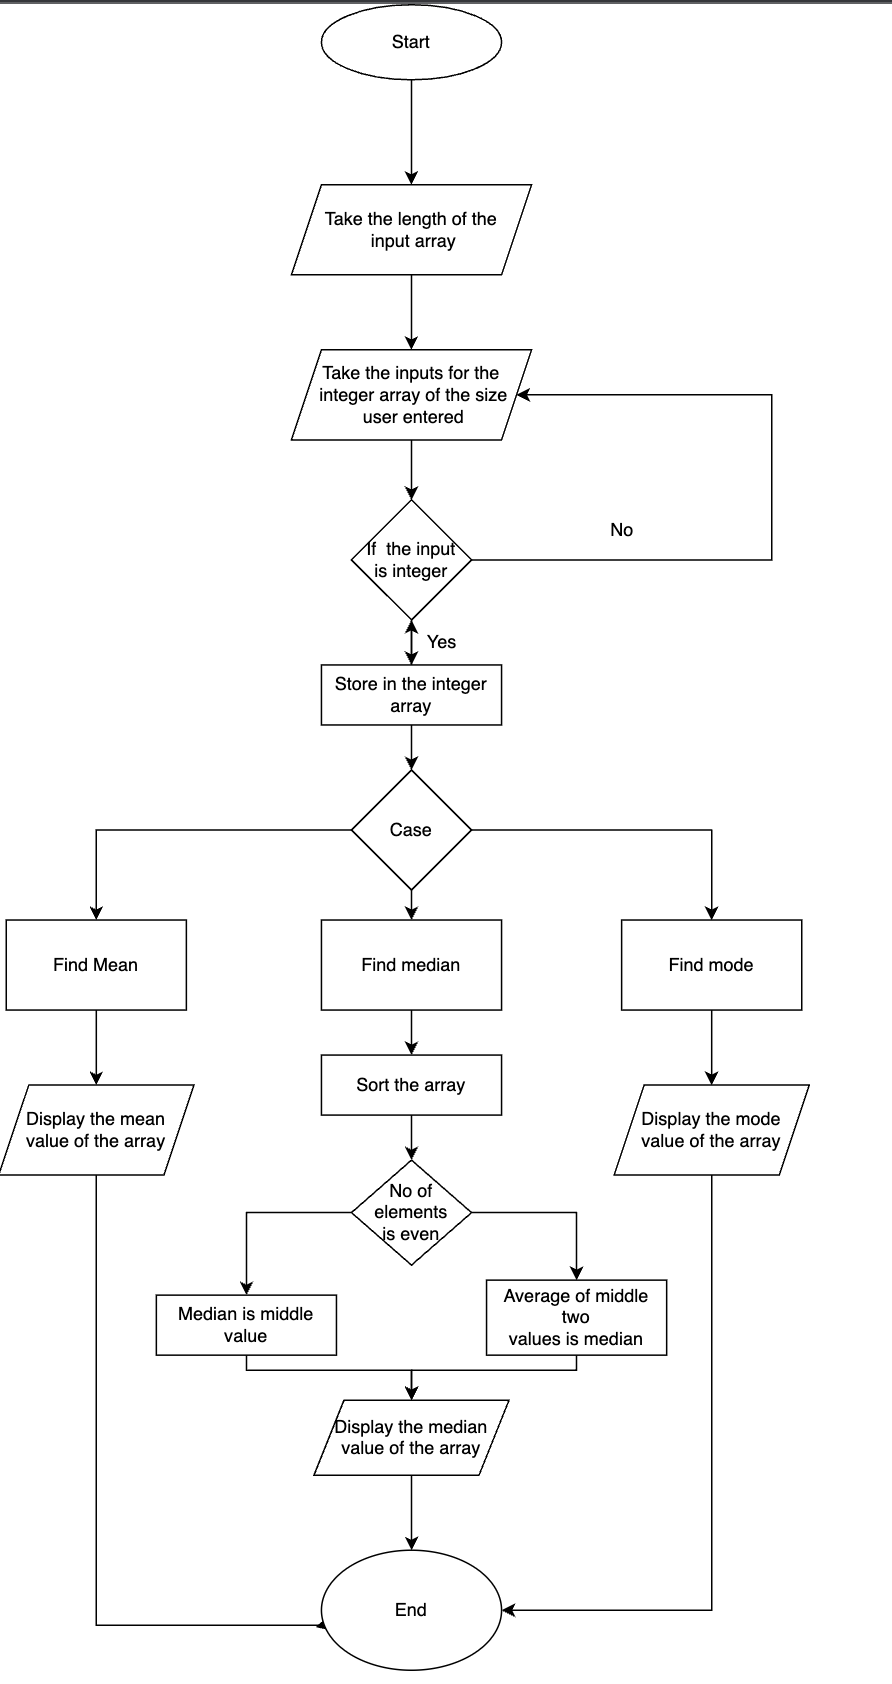 Start
Take the length of the
input array
Take the inputs for the
integer array of the size
user entered
No
If the input
is integer
Yes
Store in the integer
array
Case
Find Mean
Find median
Find mode
Sort the array
Display the mean
value of the array
Display the mode
value of the array
No of
elements
is even
Median is middle
value
Average of middle
two
values is median
Display the median
value of the array
End